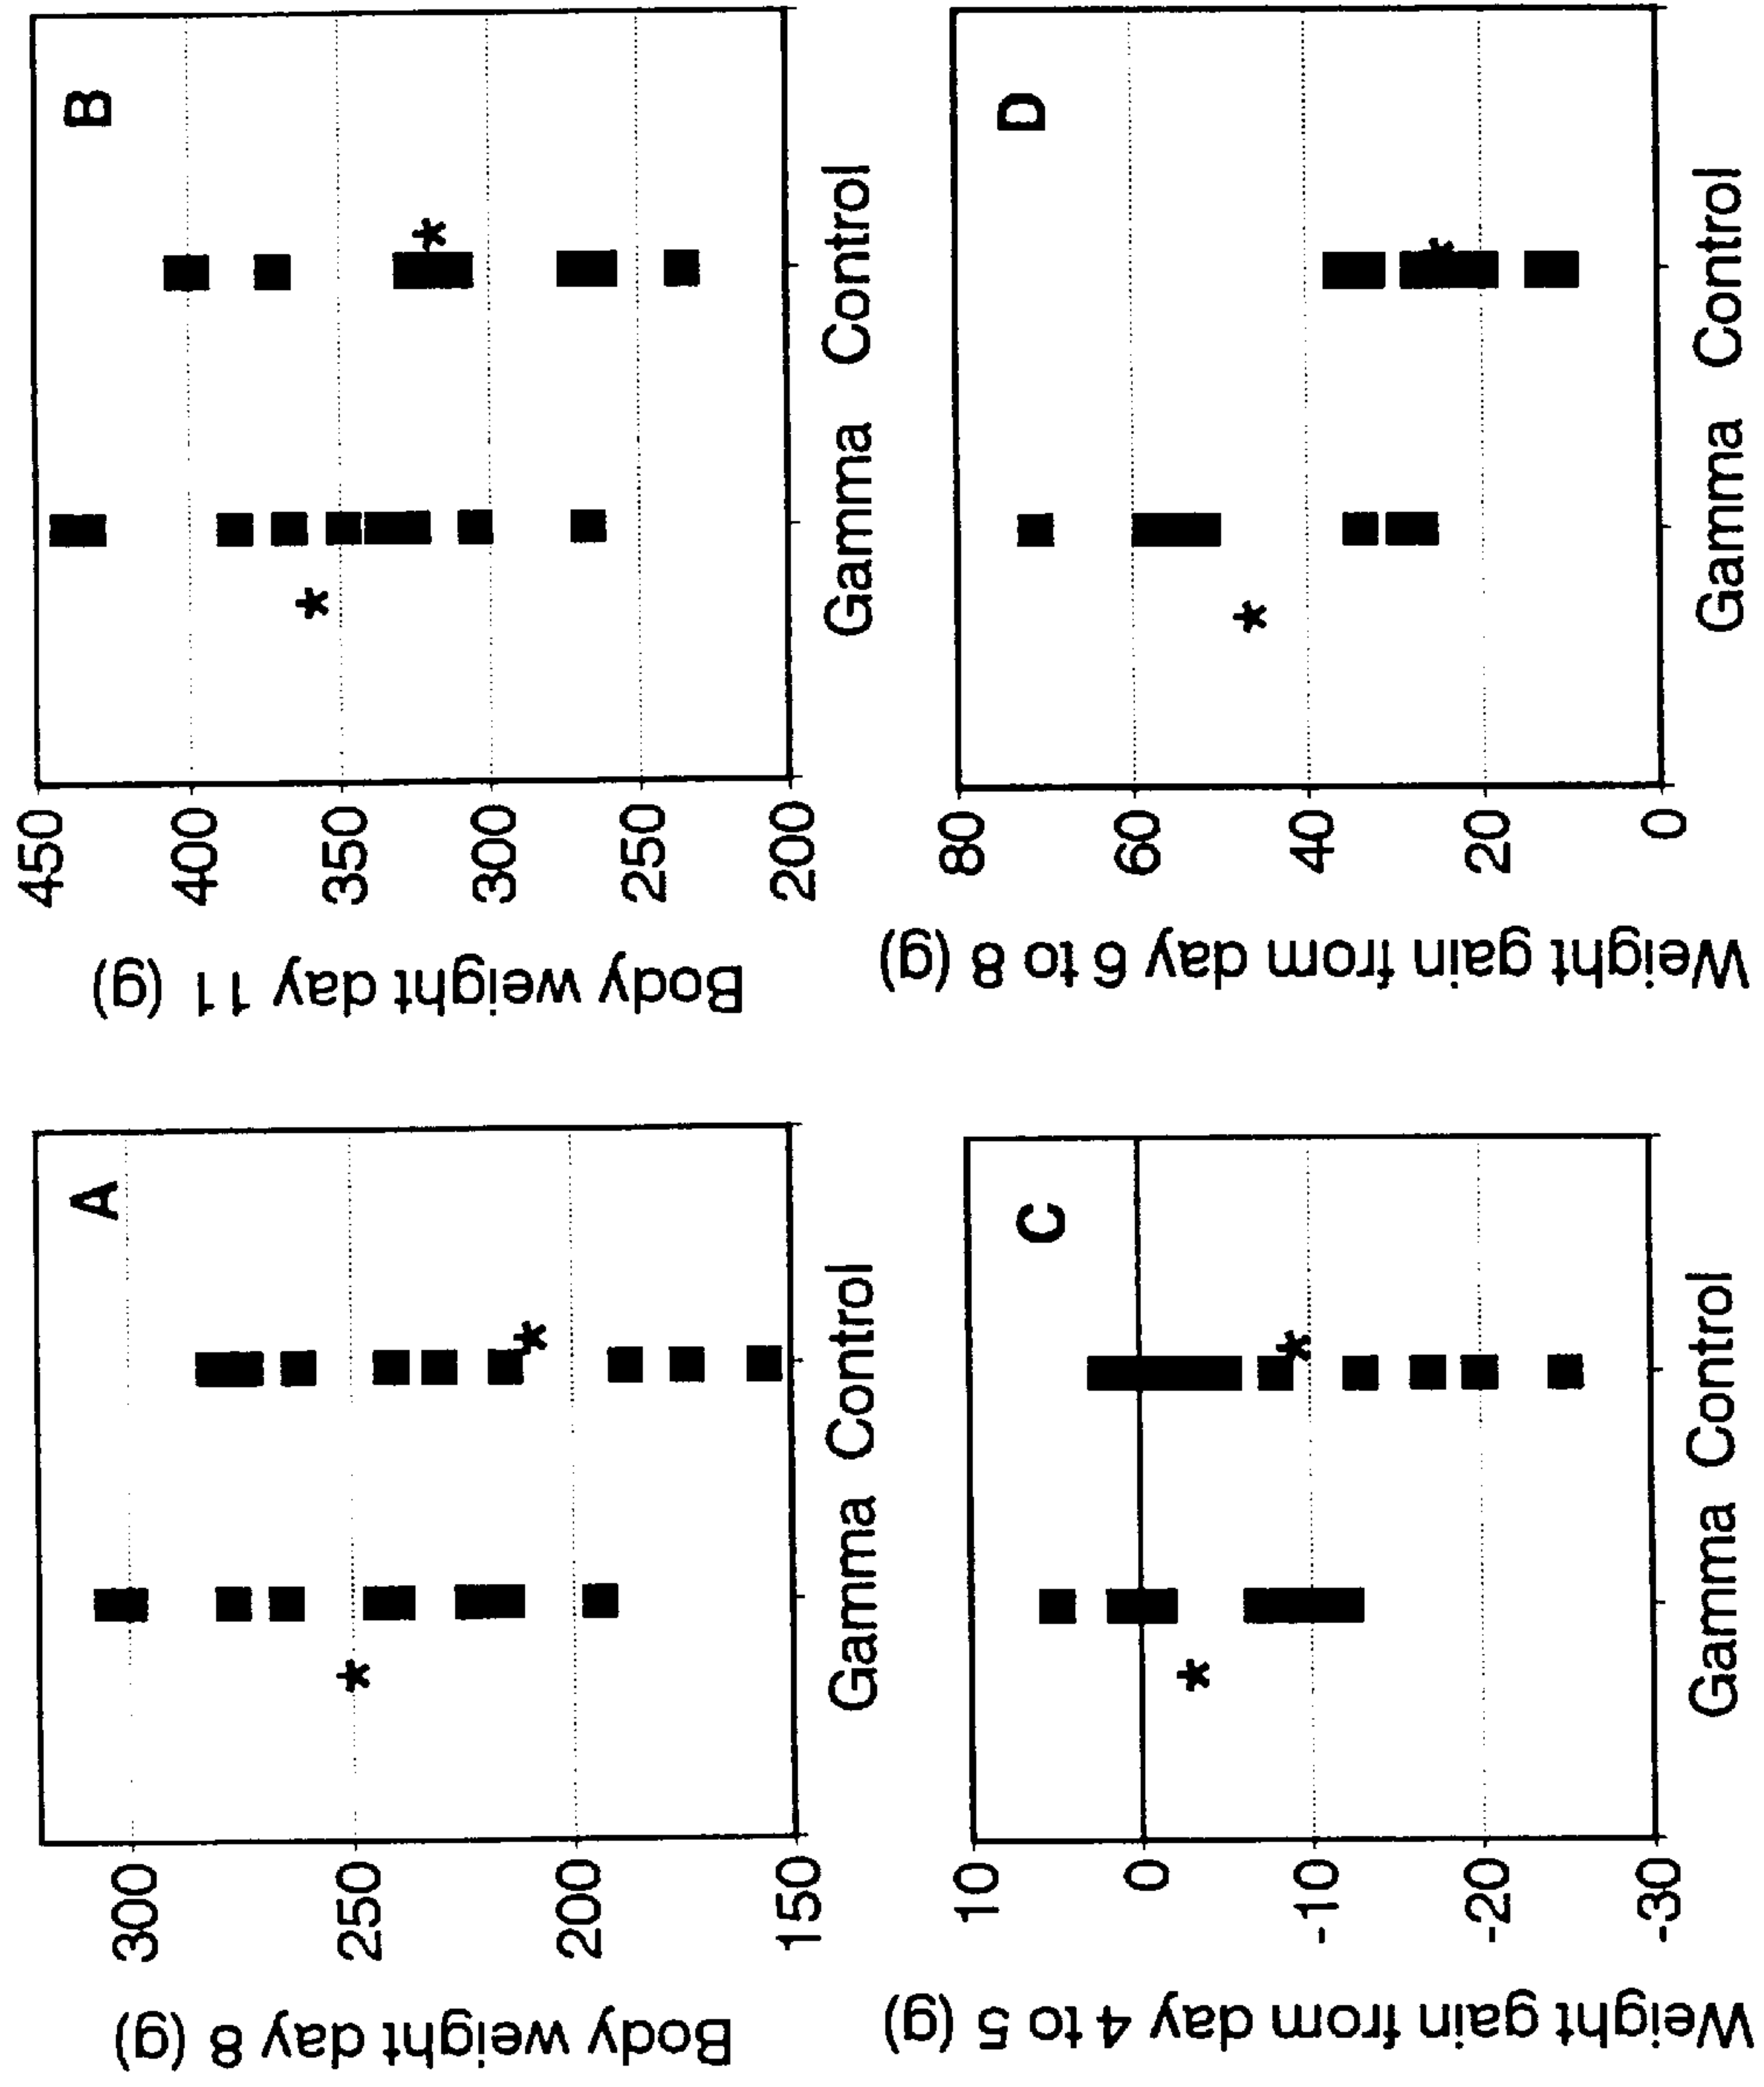 Body weight day 8 (g)
300
250
200
150
A
*
*
Gamma Control
Body weight day 11 (g)
450
400
350
300
250
200
B
*
*
Gamma Control
Weight gain from day 4 to 5 (g)
10
0
-10
-20
-30
C
*
*
Gamma Control
Weight gain from day 6 to 8 (g)
80
60
40
20
0
D
*
*
Gamma Control